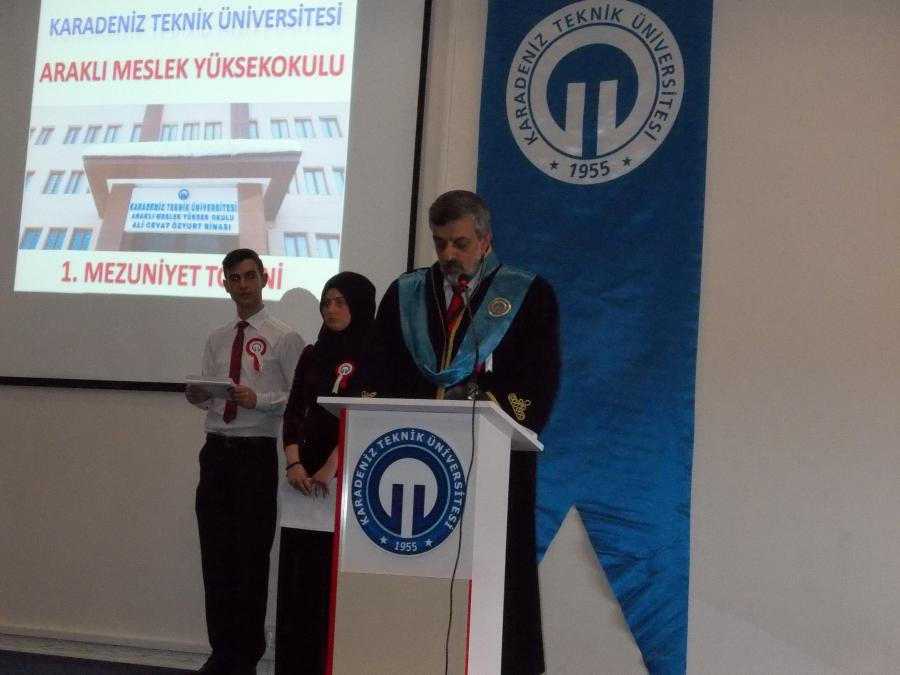 KARADENİZ TEKNİK ÜNİVERSİTESİ
ARAKLI MESLEK YÜKSEKOKULU
KARADENİZ TEKNİK ÜNİVERSİTESİ
ARAKLI MESLEK YÜKSEK OKULU
ALİ CEVAT ÖZYURT BİNASI
1. MEZUNİYET
KARADENİZ TEKNİK ÜNİVERSİTESİ
1955
KARADENİZ TEKNİK ÜNİVERSİTESİ
1955